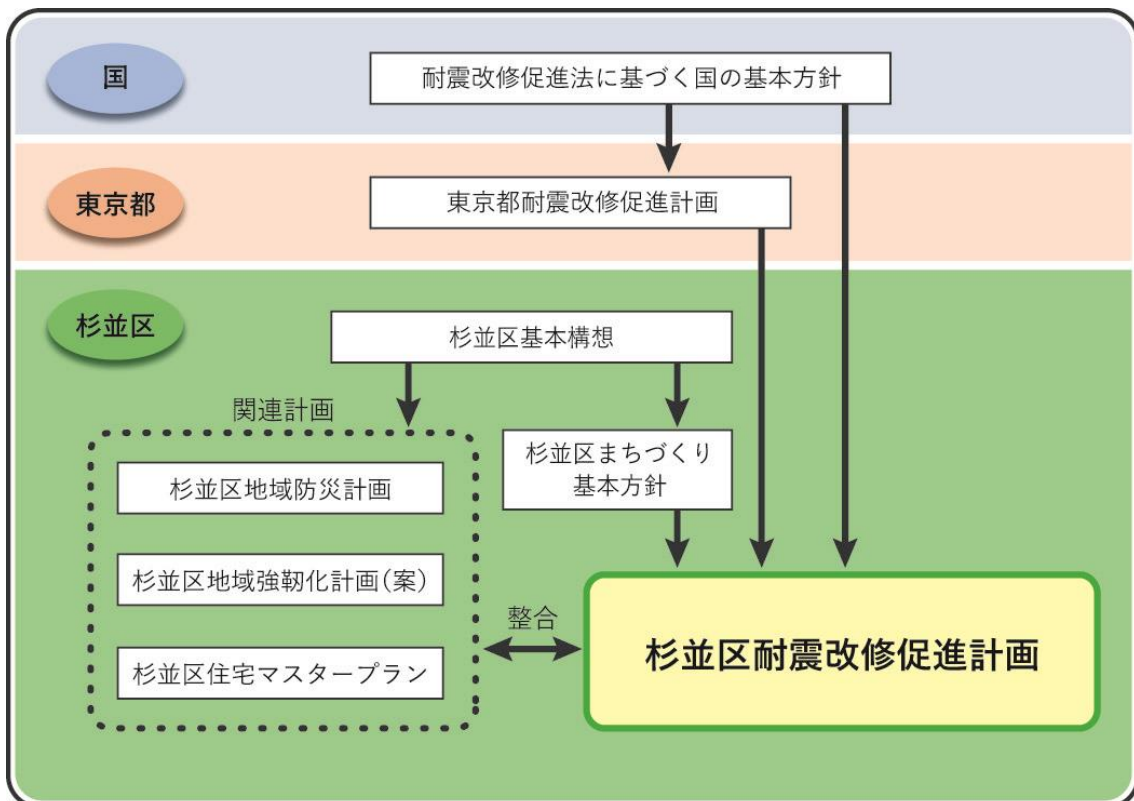 国
耐震改修促進法に基づく国の基本方針
東京都
東京都耐震改修促進計画
杉並区
杉並区基本構想
関連計画
杉並区まちづくり
基本方針
杉並区地域防災計画
杉並区地域強靭化計画(案)
杉並区住宅マスタープラン
整合
杉並区耐震改修促進計画